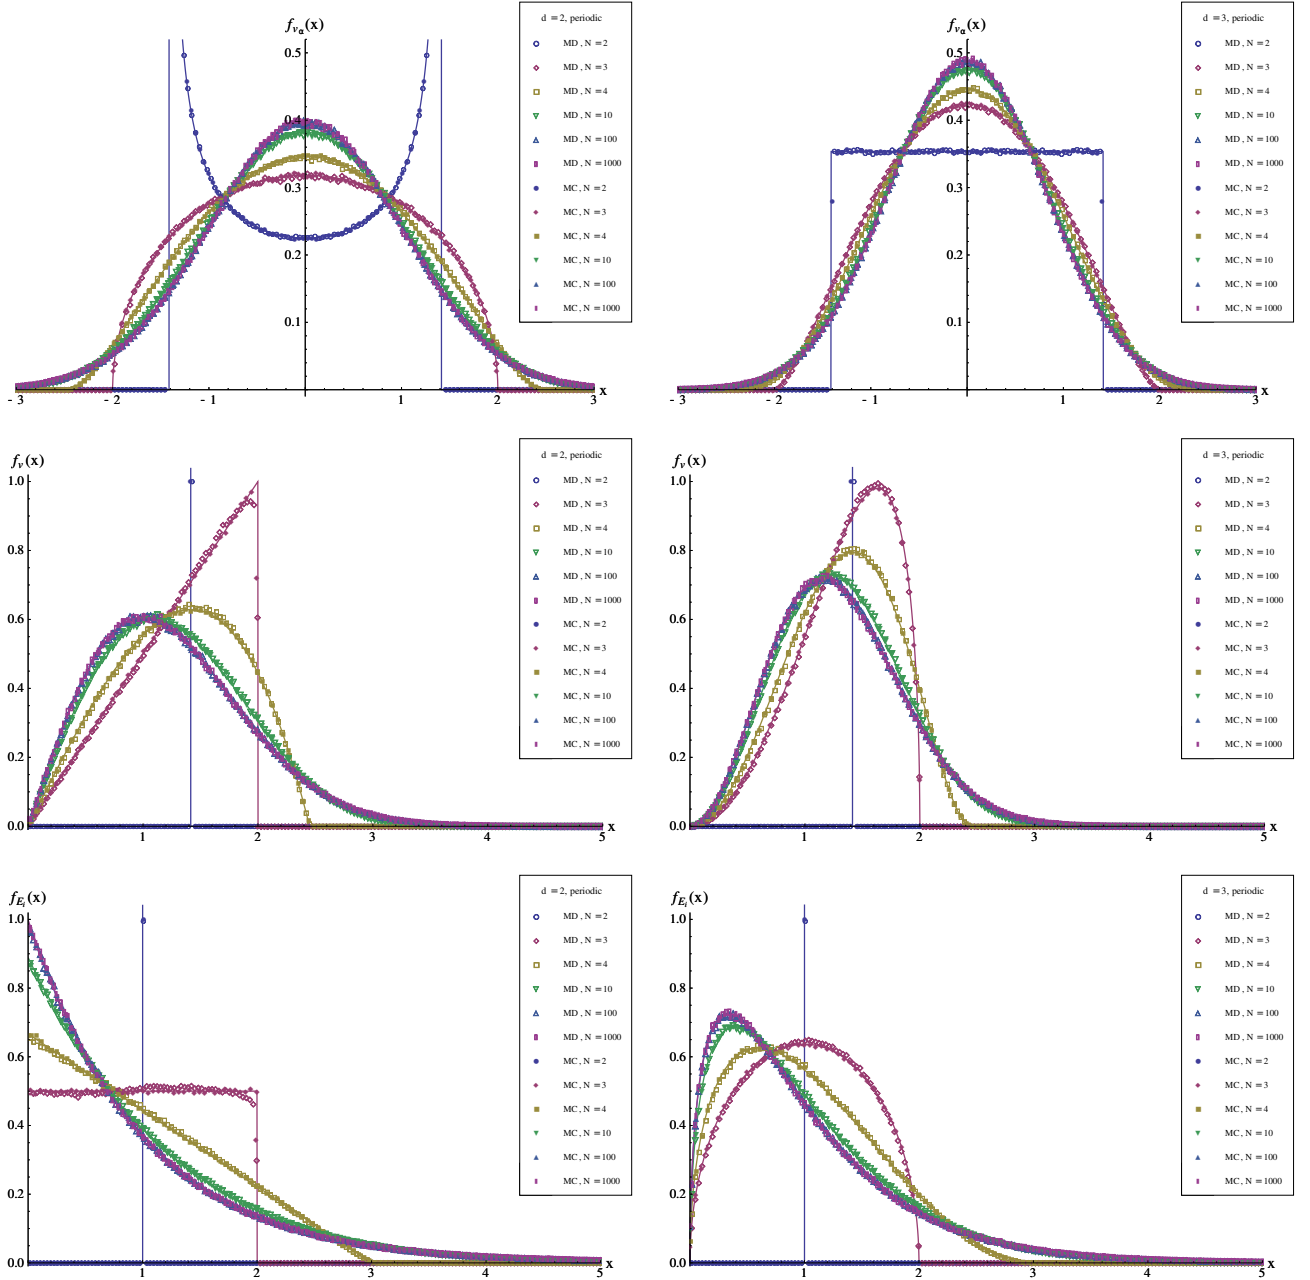 f_{v_α}(x)
0.5
0.4
0.3
0.2
0.1
- 3
- 2
- 1
1
2
3
x
d = 2, periodic
MD , N = 2
MD , N = 3
MD , N = 4
MD , N = 10
MD , N = 100
MD , N = 1000
MC , N = 2
MC , N = 3
MC , N = 4
MC , N = 10
MC , N = 100
MC , N = 1000
f_{v_α}(x)
0.5
0.4
0.3
0.2
0.1
- 3
- 2
- 1
1
2
3
x
d = 3, periodic
MD , N = 2
MD , N = 3
MD , N = 4
MD , N = 10
MD , N = 100
MD , N = 1000
MC , N = 2
MC , N = 3
MC , N = 4
MC , N = 10
MC , N = 100
MC , N = 1000
f_v(x)
1.0
0.8
0.6
0.4
0.2
0.0
1
2
3
4
5
x
d = 2, periodic
MD , N = 2
MD , N = 3
MD , N = 4
MD , N = 10
MD , N = 100
MD , N = 1000
MC , N = 2
MC , N = 3
MC , N = 4
MC , N = 10
MC , N = 100
MC , N = 1000
f_v(x)
1.0
0.8
0.6
0.4
0.2
0.0
1
2
3
4
5
x
d = 3, periodic
MD , N = 2
MD , N = 3
MD , N = 4
MD , N = 10
MD , N = 100
MD , N = 1000
MC , N = 2
MC , N = 3
MC , N = 4
MC , N = 10
MC , N = 100
MC , N = 1000
f_{E_i}(x)
1.0
0.8
0.6
0.4
0.2
0.0
1
2
3
4
5
x
d = 2, periodic
MD , N = 2
MD , N = 3
MD , N = 4
MD , N = 10
MD , N = 100
MD , N = 1000
MC , N = 2
MC , N = 3
MC , N = 4
MC , N = 10
MC , N = 100
MC , N = 1000
f_{E_i}(x)
1.0
0.8
0.6
0.4
0.2
0.0
1
2
3
4
5
x
d = 3, periodic
MD , N = 2
MD , N = 3
MD , N = 4
MD , N = 10
MD , N = 100
MD , N = 1000
MC , N = 2
MC , N = 3
MC , N = 4
MC , N = 10
MC , N = 100
MC , N = 1000